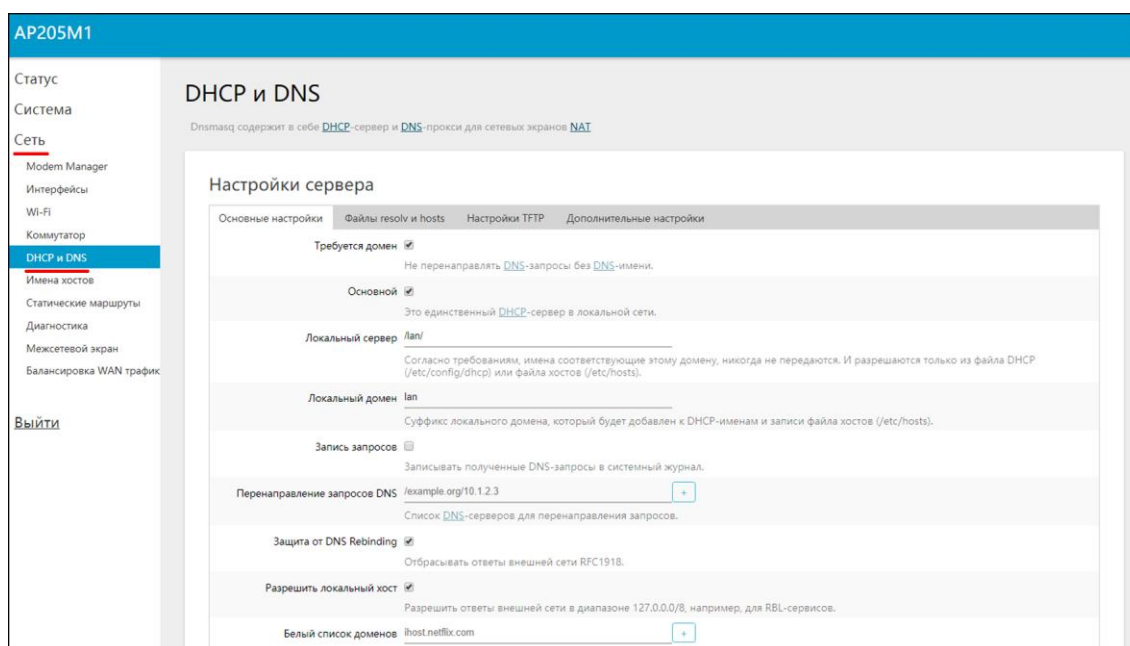 AP205M1
Статус
Система
Сеть
Modem Manager
Интерфейсы
Wi-Fi
Коммутатор
DHCP и DNS
Имена хостов
Статические маршруты
Диагностика
Межсетевой экран
Балансировка WAN трафик
Выйти
DHCP и DNS
Dnsmasq содержит в себе DHCP-сервер и DNS-прокси для сетевых экранов NAT
Настройки сервера
Основные настройки Файлы resolv и hosts Настройки TFTP Дополнительные настройки
Требуется домен
Не перенаправлять DNS-запросы без DNS-имени.
Основной
Это единственный DHCP-сервер в локальной сети.
Локальный сервер /lan/
Согласно требованиям, имена соответствующие этому домену, никогда не передаются. И разрешаются только из файла DHCP
(/etc/config/dhcp) или файла хостов (/etc/hosts).
Локальный домен lan
Суффикс локального домена, который будет добавлен к DHCP-именам и записи файла хостов (/etc/hosts).
Запись запросов
Записывать полученные DNS-запросы в системный журнал.
Перенаправление запросов DNS /example.org/10.1.2.3 +
Список DNS-серверов для перенаправления запросов.
Защита от DNS Rebinding
Отбрасывать ответы внешней сети RFC1918.
Разрешить локальный хост
Разрешить ответы внешней сети в диапазоне 127.0.0.0/8, например, для RBL-сервисов.
Белый список доменов ihost.netflix.com +